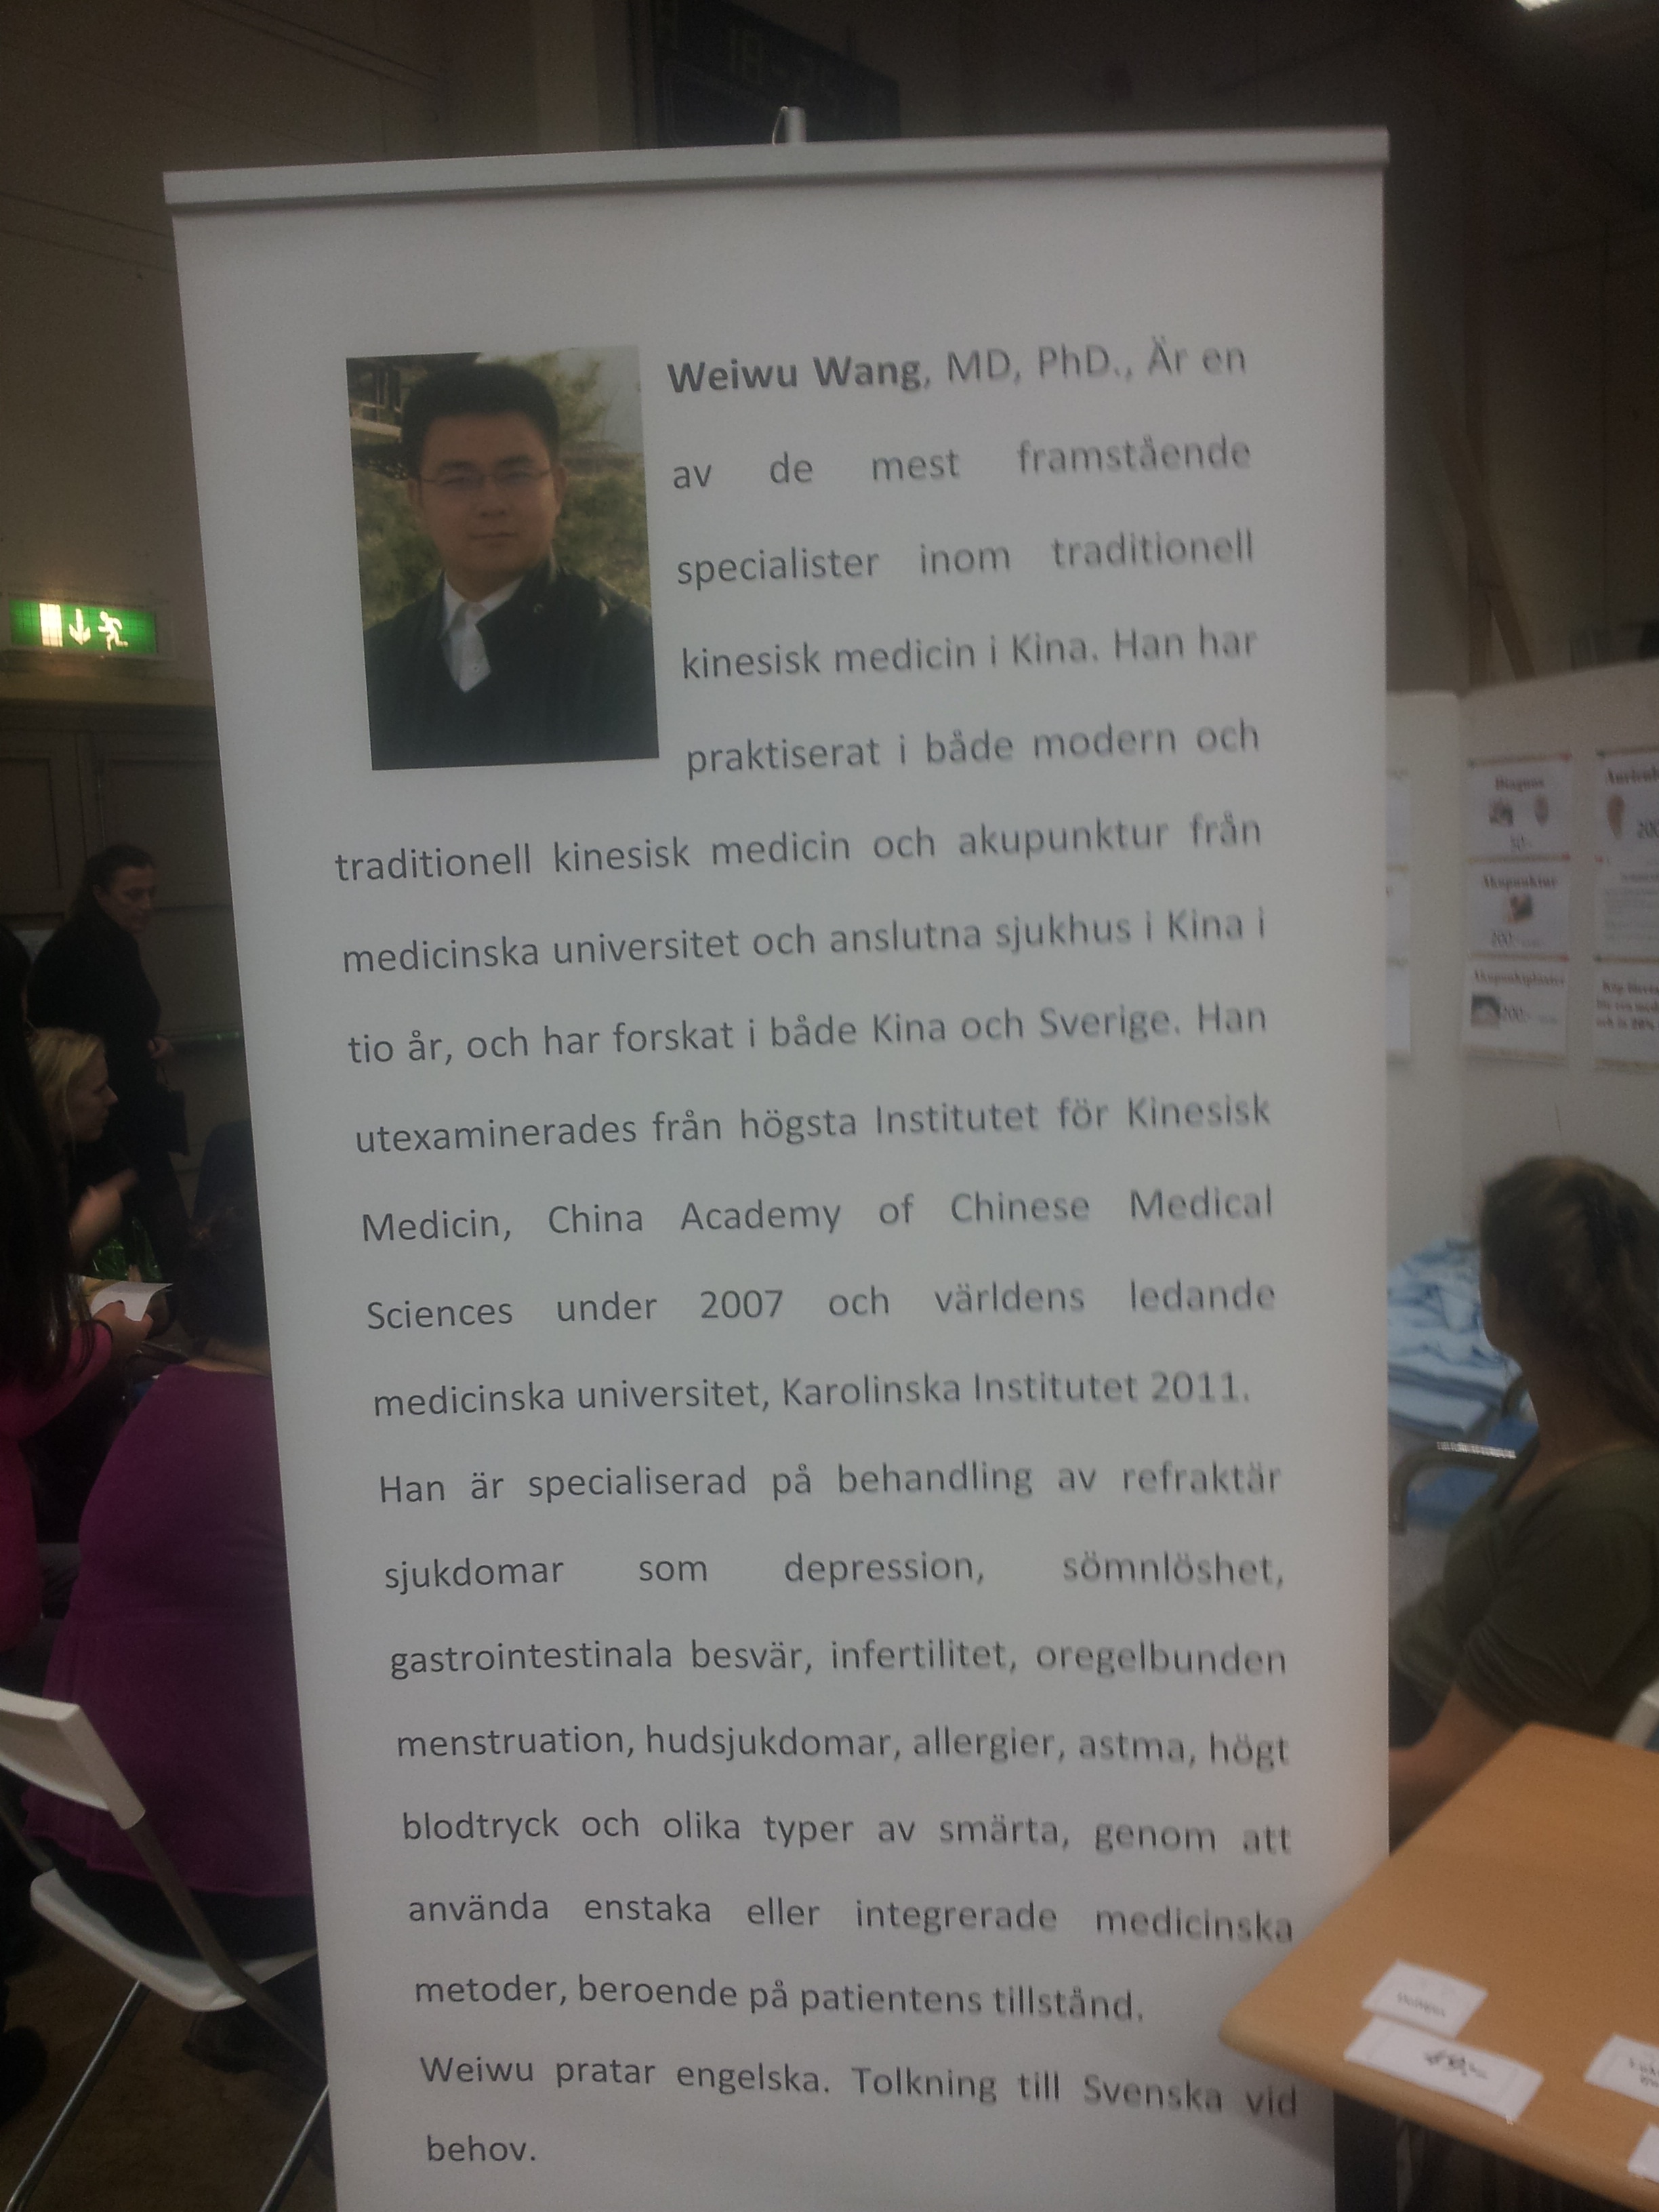 Weiwu Wang, MD, PhD., Är en
av de mest framstående
specialister inom traditionell
kinesisk medicin i Kina. Han har
praktiserat i både modern och
traditionell kinesisk medicin och akupunktur från
medicinska universitet och anslutna sjukhus i Kina i
tio år, och har forskat i både Kina och Sverige. Han
utexaminerades från högsta Institutet för Kinesisk
Medicin, China Academy of Chinese Medical
Sciences under 2007 och världens ledande
medicinska universitet, Karolinska Institutet 2011.
Han är specialiserad på behandling av refraktär
sjukdomar som depression, sömnlöshet,
gastrointestinala besvär, infertilitet, oregelbunden
menstruation, hudsjukdomar, allergier, astma, högt
blodtryck och olika typer av smärta, genom att
använda enstaka eller integrerade medicinska
metoder, beroende på patientens tillstånd.
Weiwu pratar engelska. Tolkning till Svenska vid
behov.
Diagnos
50:-
Akupunktur
200:-
200:-